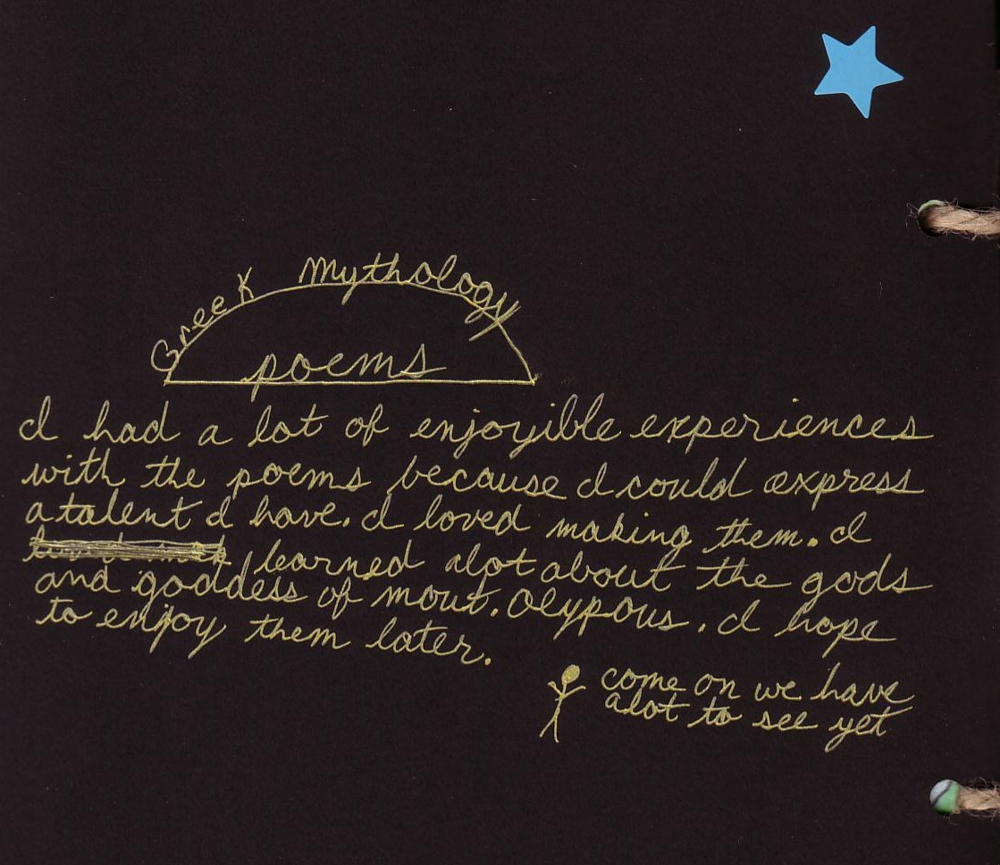 Greek Mythology
poems
I had a lot of enjoyible experiences
with the poems because I could express
a talent I have. I loved making them. I
learned alot about the gods
and goddess of mout. Olypous. I hope
to enjoy them later.
come on we have
alot to see yet